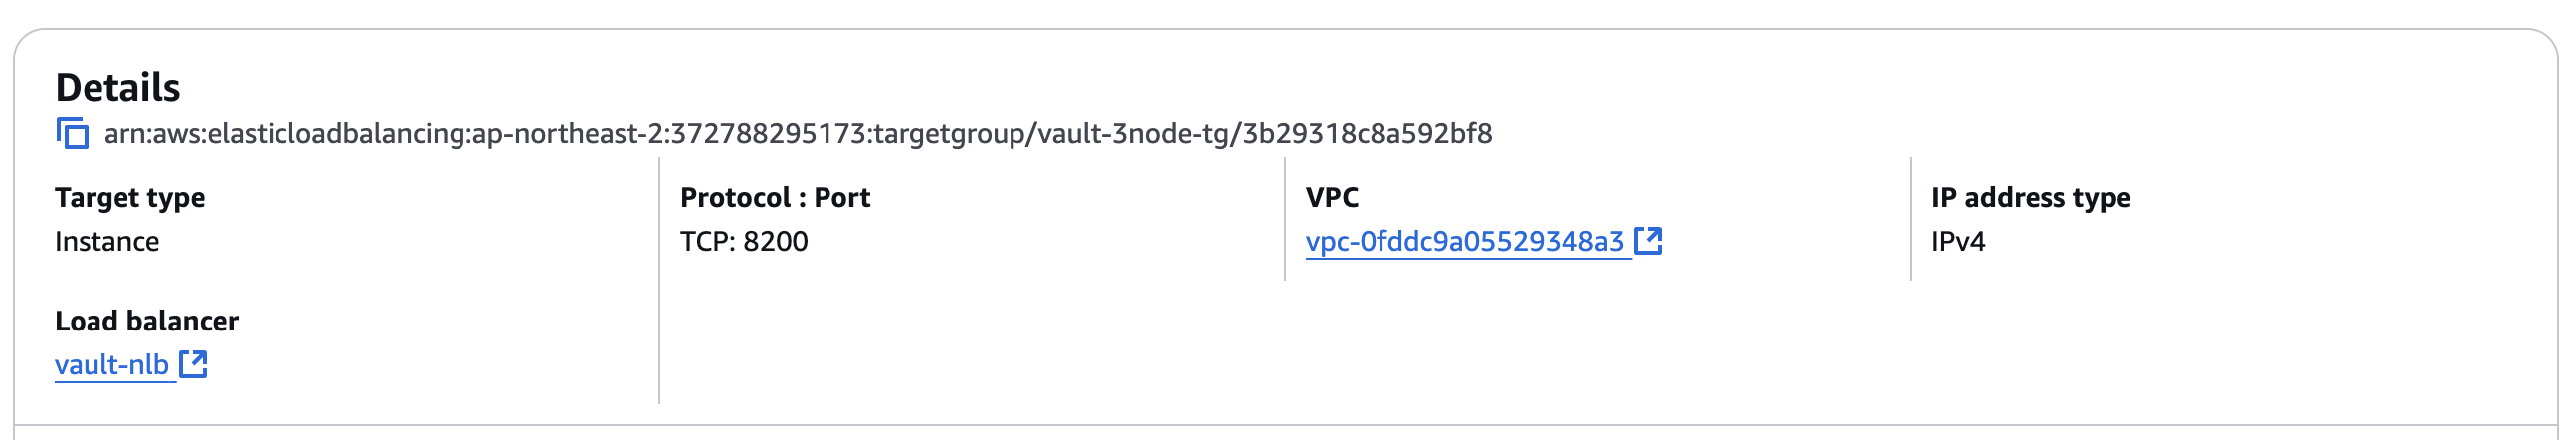 Details
arn:aws:elasticloadbalancing:ap-northeast-2:372788295173:targetgroup/vault-3node-tg/3b29318c8a592bf8
Target type
Instance
Protocol : Port
TCP: 8200
VPC
vpc-0fddc9a05529348a3
IP address type
IPv4
Load balancer
vault-nlb